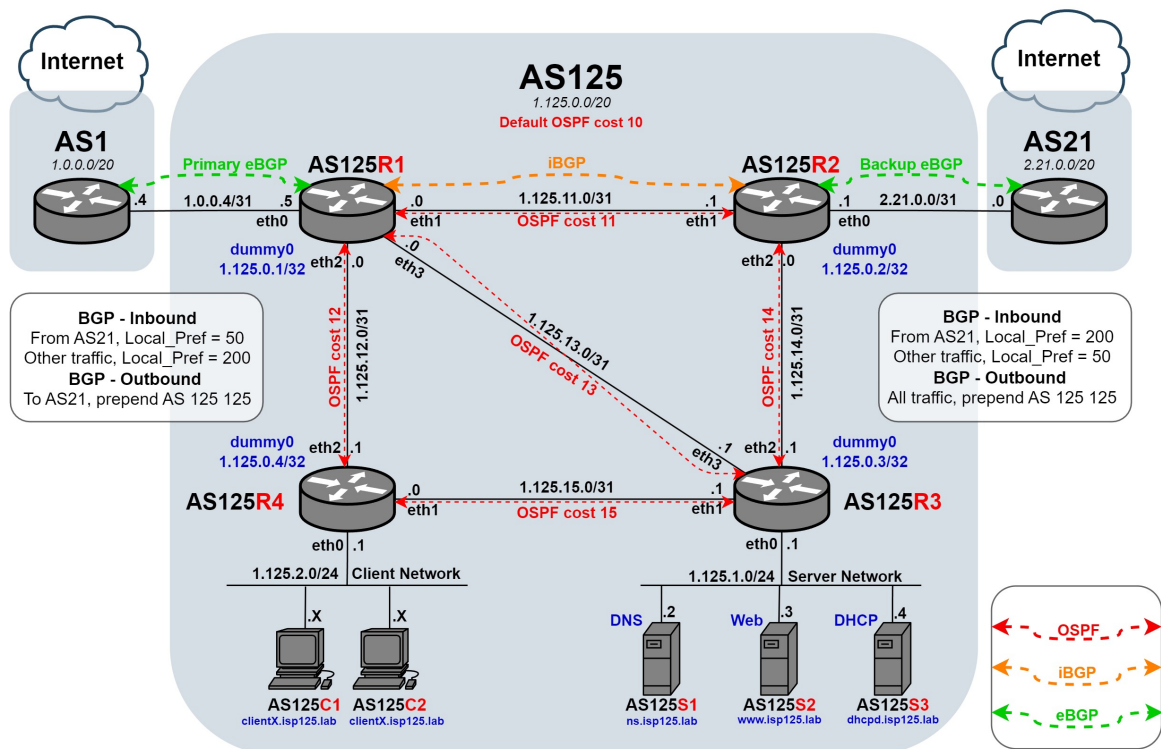 Internet
Internet
AS125
1.125.0.0/20
Default OSPF cost 10
AS1
1.0.0.0/20
AS21
2.21.0.0/20
Primary eBGP
AS125R1
iBGP
AS125R2
Backup eBGP
.4
1.0.0.4/31
.5
eth0
.0
1.125.11.0/31
.1
eth1
OSPF cost 11
eth1
.1
2.21.0.0/31
.0
eth0
dummy0
1.125.0.1/32
eth2
.0
.0
eth3
eth2
.0
dummy0
1.125.0.2/32
BGP - Inbound
From AS21, Local_Pref = 50
Other traffic, Local_Pref = 200
BGP - Outbound
To AS21, prepend AS 125 125
OSPF cost 12
1.125.12.0/31
1.125.13.0/31
OSPF cost 13
OSPF cost 14
1.125.14.0/31
BGP - Inbound
From AS21, Local_Pref = 200
Other traffic, Local_Pref = 50
BGP - Outbound
All traffic, prepend AS 125 125
dummy0
1.125.0.4/32
eth2
.1
.1
eth3
eth2
.1
dummy0
1.125.0.3/32
AS125R4
.0
1.125.15.0/31
.1
eth1
OSPF cost 15
eth1
AS125R3
eth0
.1
eth0
.1
1.125.2.0/24
Client Network
1.125.1.0/24
Server Network
.X
.X
DNS
.2
Web
.3
DHCP
.4
AS125C1
clientX.isp125.lab
AS125C2
clientX.isp125.lab
AS125S1
ns.isp125.lab
AS125S2
www.isp125.lab
AS125S3
dhcpd.isp125.lab
OSPF
iBGP
eBGP